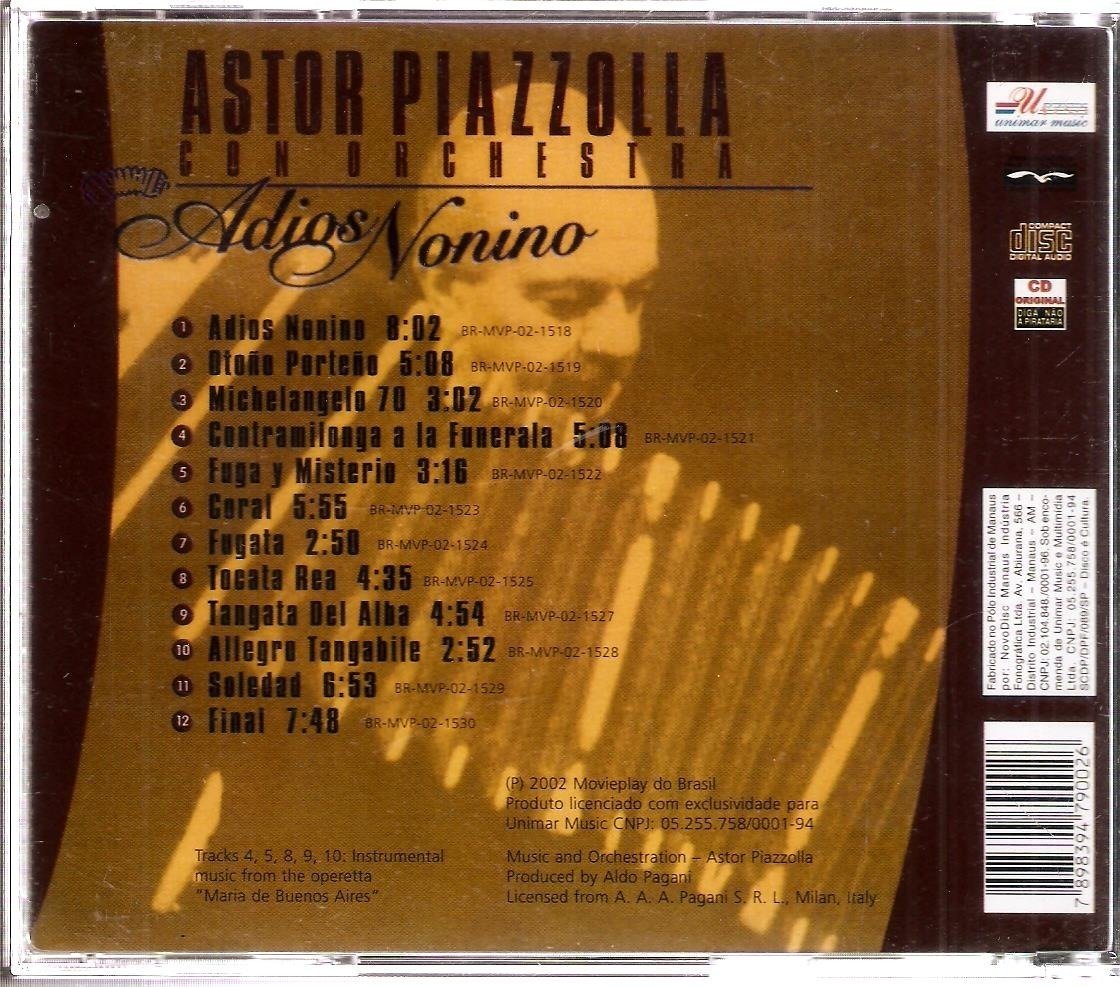 ASTOR PIAZZOLLA
CON ORCHESTRA
Adios Nonino
1 Adios Nonino 8:02 BR-MVP-02-1518
2 Otoño Porteño 5:08 BR-MVP-02-1519
3 Michelangelo 70 3:02 BR-MVP-02-1520
4 Contramilonga a la Funerala 5:08 BR-MVP-02-1521
5 Fuga y Misterio 3:16 BR-MVP-02-1522
6 Coral 5:55 BR-MVP-02-1523
7 Fugata 2:50 BR-MVP-02-1524
8 Tocata Rea 4:35 BR-MVP-02-1525
9 Tangata Del Alba 4:54 BR-MVP-02-1527
10 Allegro Tangabile 2:52 BR-MVP-02-1528
11 Soledad 6:53 BR-MVP-02-1529
12 Final 7:48 BR-MVP-02-1530
(P) 2002 Movieplay do Brasil
Produto licenciado com exclusividade para
Unimar Music CNPJ: 05.255.758/0001-94
Tracks 4, 5, 8, 9, 10: Instrumental
music from the operetta
"Maria de Buenos Aires"
Music and Orchestration – Astor Piazzolla
Produced by Aldo Pagani
Licensed from A. A. A. Pagani S. R. L., Milan, Italy
unimar music
COMPACT
disc
DIGITAL AUDIO
CD
ORIGINAL
DIGA NÃO
A PIRATARIA
Fabricado no Pólo Industrial de Manaus
por: NovoDisc Manaus Indústria
Fonográfica Ltda. Av. Abiurana, 566 –
Distrito Industrial – Manaus – AM –
CNPJ: 02.104.848./0001-96. Sob enco-
menda de Unimar Music e Multimídia
Ltda. CNPJ: 05.255.758/0001-94
SCDP/DPF/089/SP - Disco é Cultura.
7 898394 790026